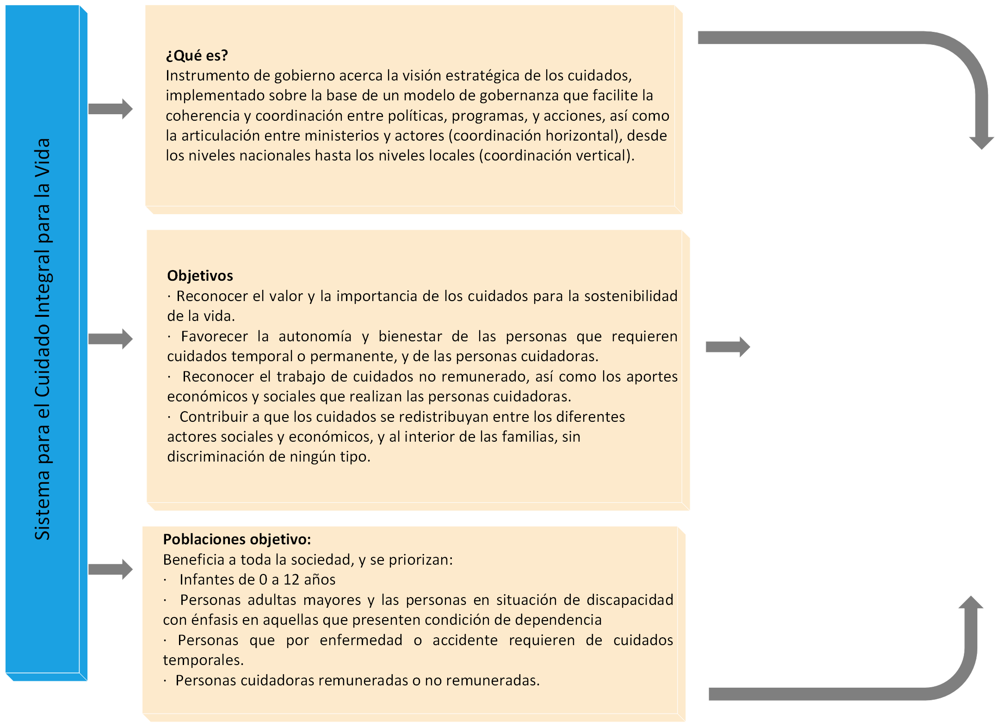 Sistema para el Cuidado Integral para la Vida
¿Qué es?
Instrumento de gobierno acerca la visión estratégica de los cuidados,
implementado sobre la base de un modelo de gobernanza que facilite la
coherencia y coordinación entre políticas, programas, y acciones, así como
la articulación entre ministerios y actores (coordinación horizontal), desde
los niveles nacionales hasta los niveles locales (coordinación vertical).
Objetivos
· Reconocer el valor y la importancia de los cuidados para la sostenibilidad
de la vida.
· Favorecer la autonomía y bienestar de las personas que requieren
cuidados temporal o permanente, y de las personas cuidadoras.
· Reconocer el trabajo de cuidados no remunerado, así como los aportes
económicos y sociales que realizan las personas cuidadoras.
· Contribuir a que los cuidados se redistribuyan entre los diferentes
actores sociales y económicos, y al interior de las familias, sin
discriminación de ningún tipo.
Poblaciones objetivo:
Beneficia a toda la sociedad, y se priorizan:
· Infantes de 0 a 12 años
· Personas adultas mayores y las personas en situación de discapacidad
con énfasis en aquellas que presenten condición de dependencia
· Personas que por enfermedad o accidente requieren de cuidados
temporales.
· Personas cuidadoras remuneradas o no remuneradas.